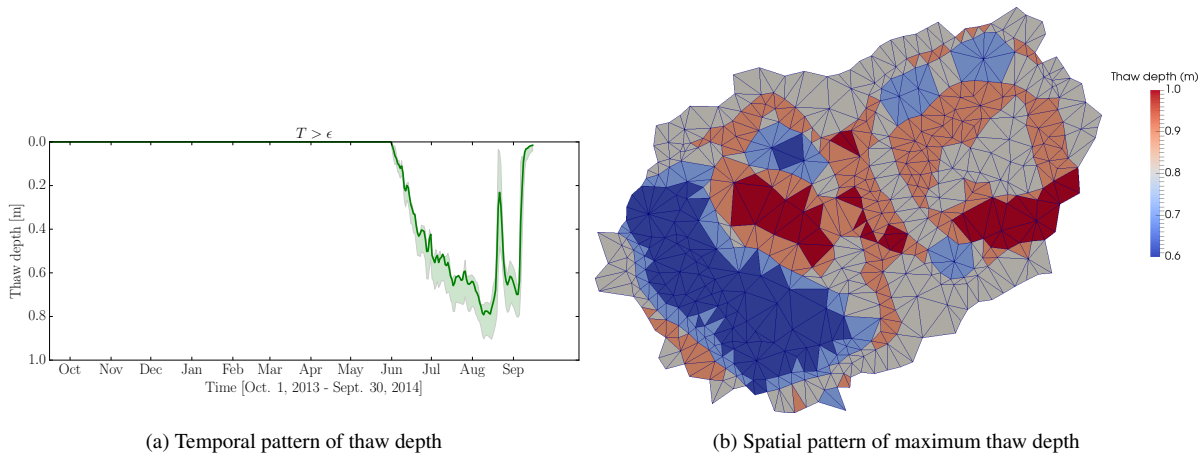 T > ϵ
0.0
0.2
0.4
0.6
0.8
1.0
Thaw depth [m]
Oct Nov Dec Jan Feb Mar Apr May Jun Jul Aug Sep
Time [Oct. 1, 2013 - Sept. 30, 2014]
(a) Temporal pattern of thaw depth
Thaw depth (m)
1.0
0.9
0.8
0.7
0.6
(b) Spatial pattern of maximum thaw depth